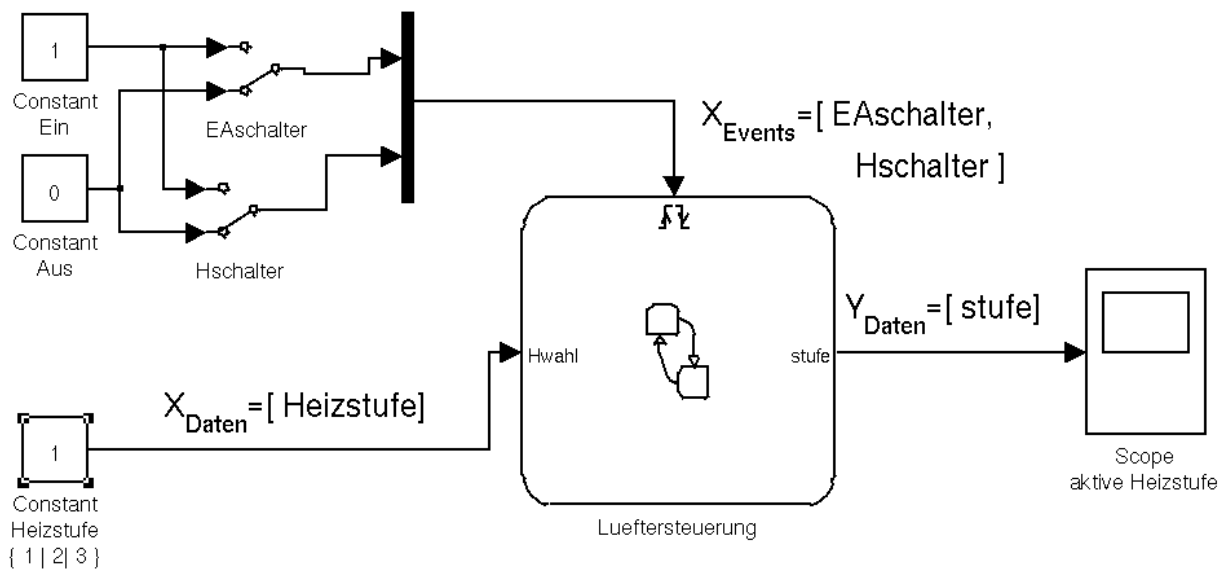 1
Constant
Ein
EAschalter
0
Constant
Aus
Hschalter
X_Events=[ EAschalter,
Hschalter ]
Hwahl
stufe
Y_Daten=[ stufe]
X_Daten=[ Heizstufe]
1
Constant
Heizstufe
{ 1 | 2| 3 }
Lueftersteuerung
Scope
aktive Heizstufe